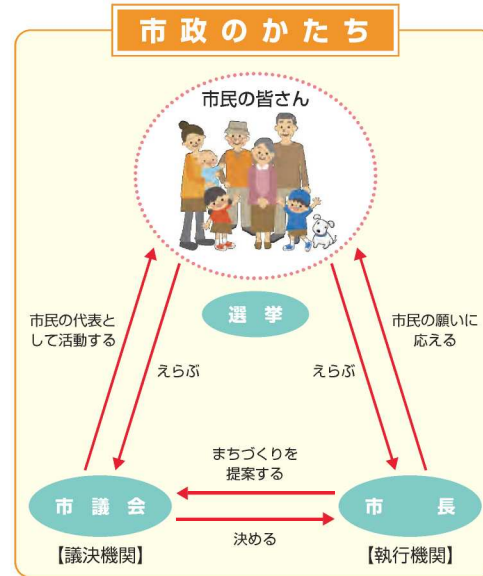 市政のかたち
市民の皆さん
選挙
市民の代表と
して活動する
市民の願いに
応える
えらぶ
えらぶ
まちづくりを
提案する
市議会
市長
決める
【議決機関】
【執行機関】